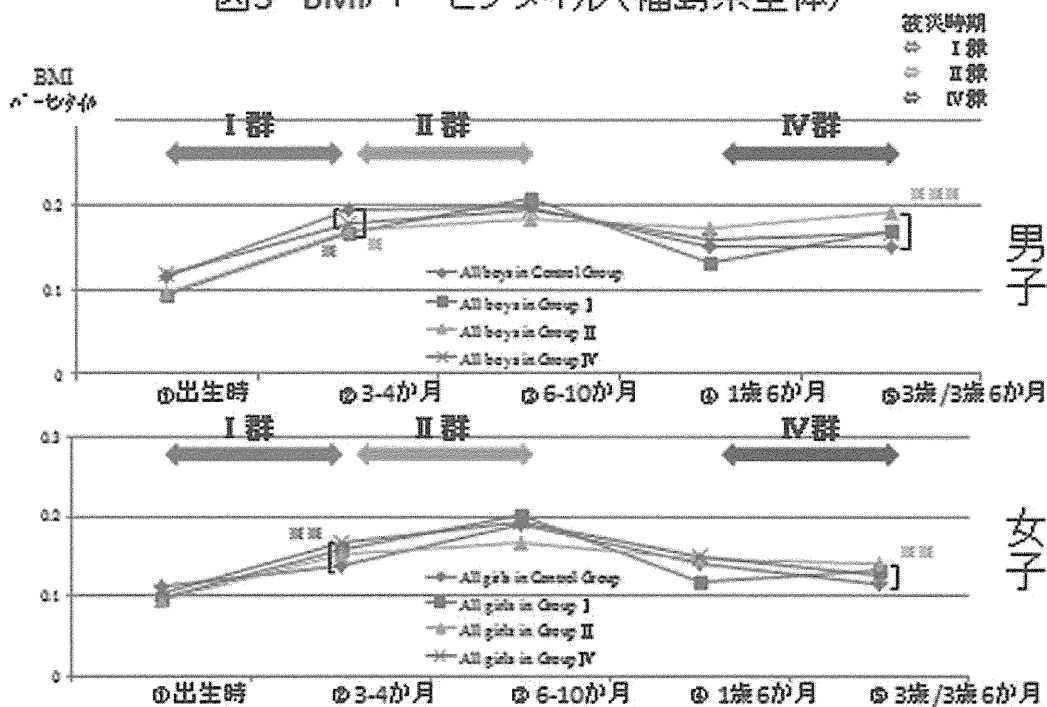 図3 BMIパーセンタイル(福島県全体)
被災時期
⇔ Ⅰ群
⇔ Ⅱ群
⇔ Ⅳ群
BMI
パーセンタイル
Ⅰ群 Ⅱ群 Ⅳ群
0.2
※※※
※ ※
0.1
All boys in Control Group
All boys in Group Ⅰ
All boys in Group Ⅱ
All boys in Group Ⅳ
0
男子
①出生時 ②3-4か月 ③6-10か月 ④ 1歳6か月 ⑤3歳/3歳6か月
0.3
Ⅰ群 Ⅱ群 Ⅳ群
0.2
※※
※※
0.1
All girls in Control Group
All girls in Group Ⅰ
All girls in Group Ⅱ
All girls in Group Ⅳ
0
女子
①出生時 ②3-4か月 ③6-10か月 ④ 1歳6か月 ⑤ 3歳/3歳6か月